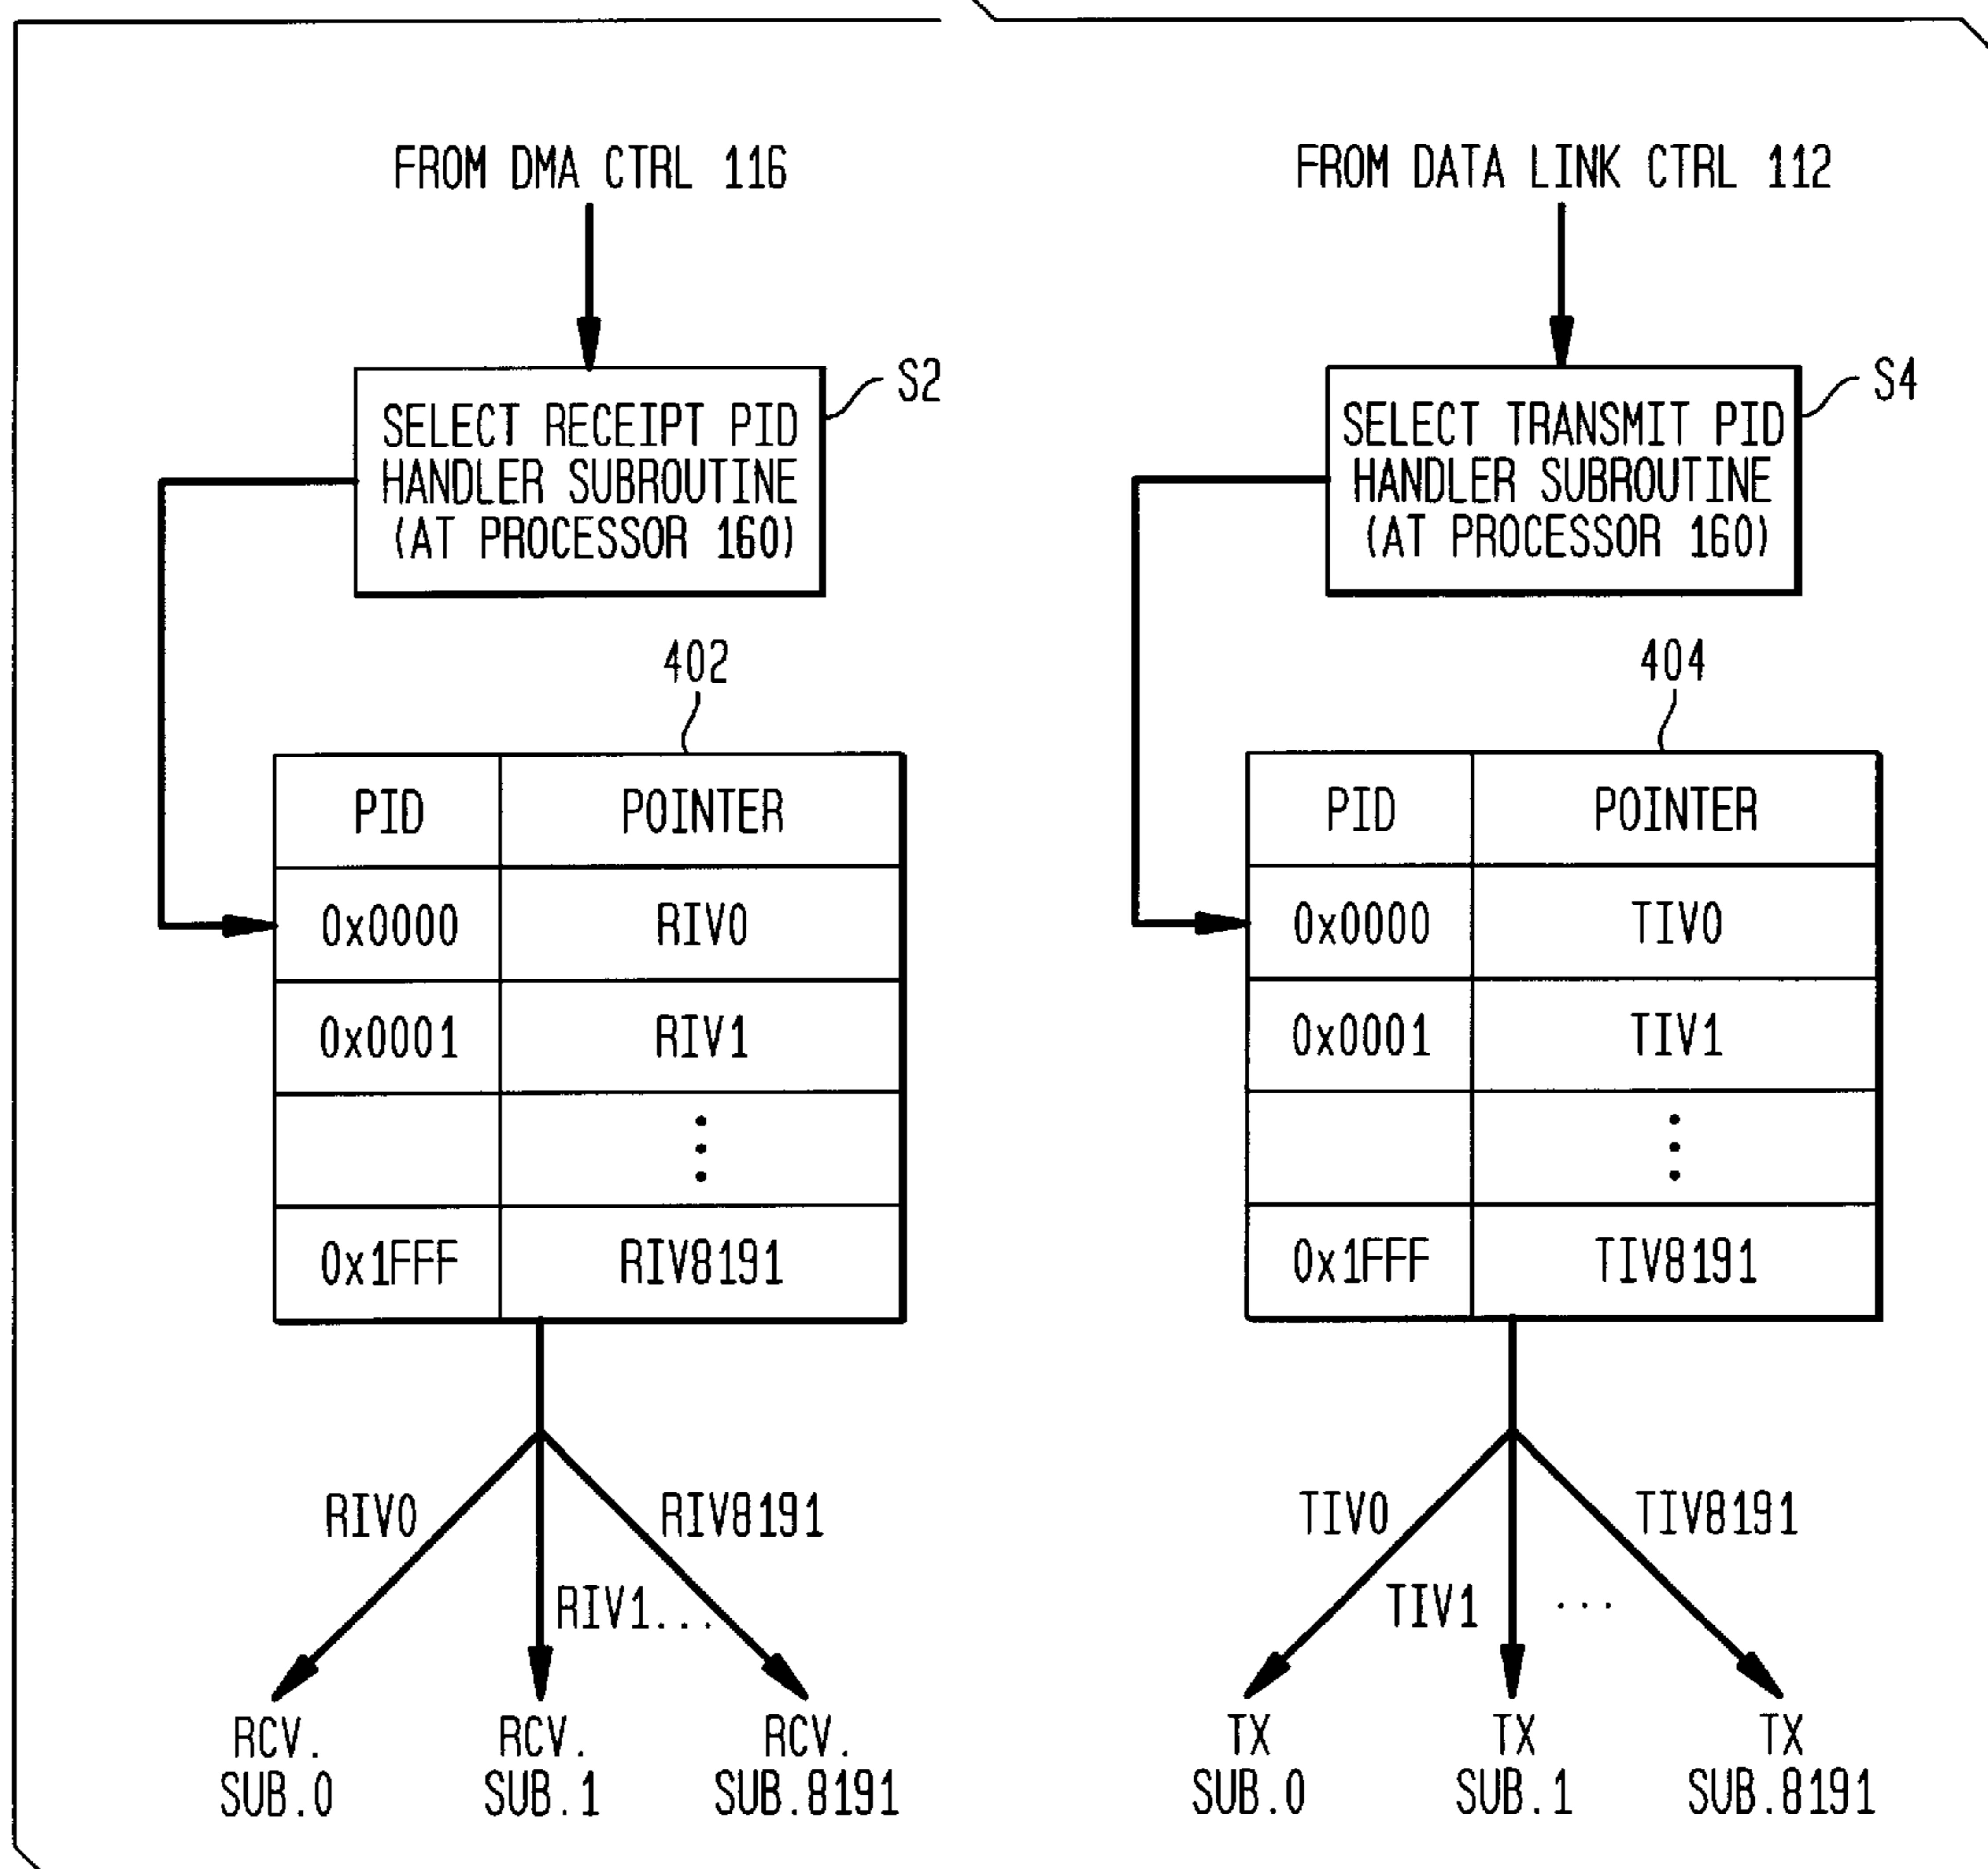 FROM DMA CTRL 116
SELECT RECEIPT PID
HANDLER SUBROUTINE
(AT PROCESSOR 160)
S2
402
PID POINTER
0x0000 RIV0
0x0001 RIV1
0x1FFF RIV8191
RIV0
RIV8191
RIV1...
RCV.
SUB.0
RCV.
SUB.1
RCV.
SUB.8191
FROM DATA LINK CTRL 112
SELECT TRANSMIT PID
HANDLER SUBROUTINE
(AT PROCESSOR 160)
S4
404
PID POINTER
0x0000 TIV0
0x0001 TIV1
0x1FFF TIV8191
TIV0
TIV8191
TIV1 ...
TX
SUB.0
TX
SUB.1
TX
SUB.8191